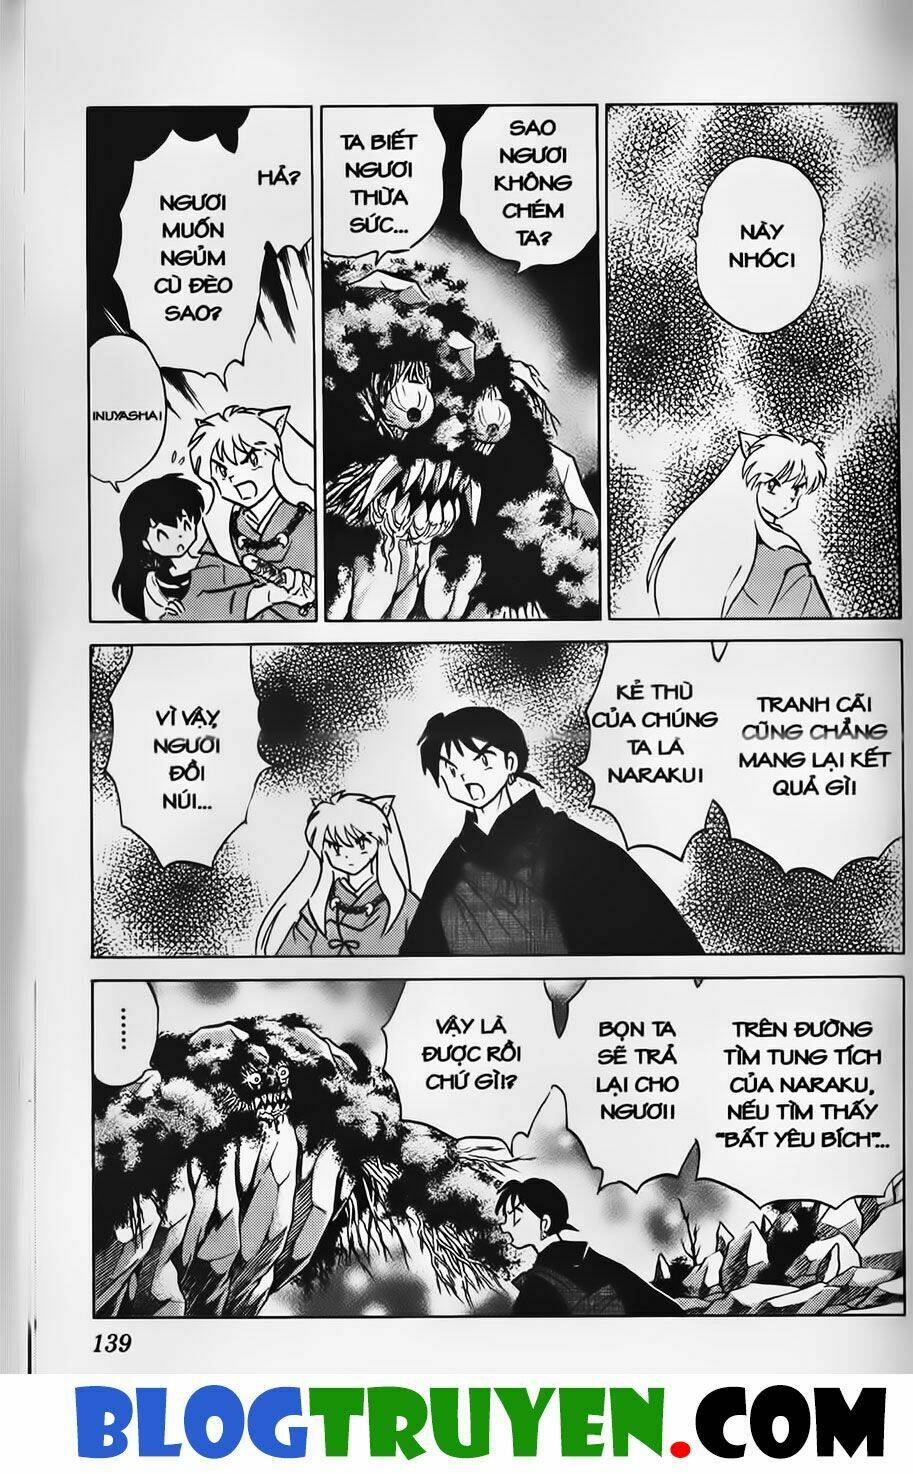 NÀY
NHÓC!
SAO
NGƯƠI
KHÔNG
CHÉM
TA?
TA BIẾT
NGƯƠI
THỪA
SỨC...
HẢ?
NGƯƠI
MUỐN
NGỦM
CÙ ĐÈO
SAO?
INUYASHA!
TRANH CÃI
CŨNG CHẲNG
MANG LẠI KẾT
QUẢ GÌ!
KẺ THÙ
CỦA CHÚNG
TA LÀ
NARAKU!
VÌ VẬY,
NGƯỜI
ĐỒI
NÚI...
TRÊN ĐƯỜNG
TÌM TUNG TÍCH
CỦA NARAKU,
NẾU TÌM THẤY
"BẤT YÊU BÍCH"...
BỌN TA
SẼ TRẢ
LẠI CHO
NGƯƠI!
VẬY LÀ
ĐƯỢC RỒI
CHỨ GÌ!?
......
139
BLOGTRUYEN.COM